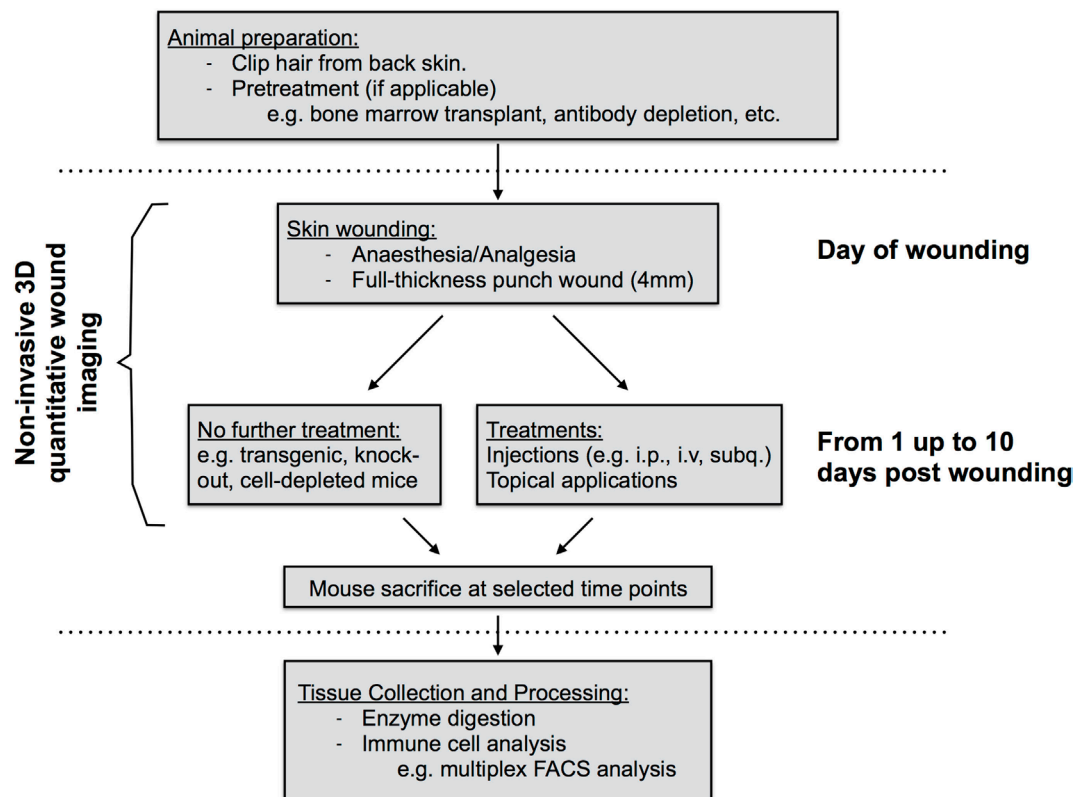 Animal preparation:
- Clip hair from back skin.
- Pretreatment (if applicable)
e.g. bone marrow transplant, antibody depletion, etc.
Non-invasive 3D
quantitative wound
imaging
Skin wounding:
- Anaesthesia/Analgesia
- Full-thickness punch wound (4mm)
Day of wounding
No further treatment:
e.g. transgenic, knock-
out, cell-depleted mice
Treatments:
Injections (e.g. i.p., i.v, subq.)
Topical applications
From 1 up to 10
days post wounding
Mouse sacrifice at selected time points
Tissue Collection and Processing:
- Enzyme digestion
- Immune cell analysis
e.g. multiplex FACS analysis